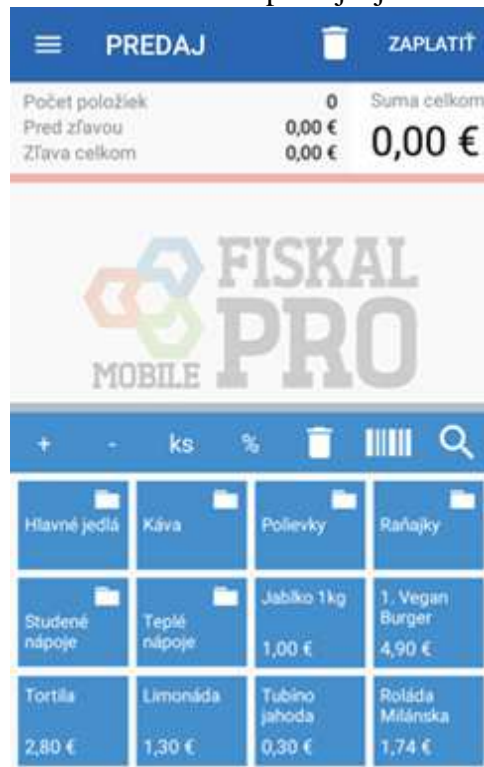 PREDAJ
ZAPLATIŤ
Počet položiek 0
Pred zľavou 0,00 €
Zľava celkom 0,00 €
Suma celkom
0,00 €
FISKAL
PRO
MOBILE
+ - ks %
Hlavné jedlá
Káva
Polievky
Raňajky
Studené
nápoje
Teplé
nápoje
Jablko 1kg
1,00 €
1. Vegan
Burger
4,90 €
Tortila
2,80 €
Limonáda
1,30 €
Tubino
jahoda
0,30 €
Roláda
Milánska
1,74 €